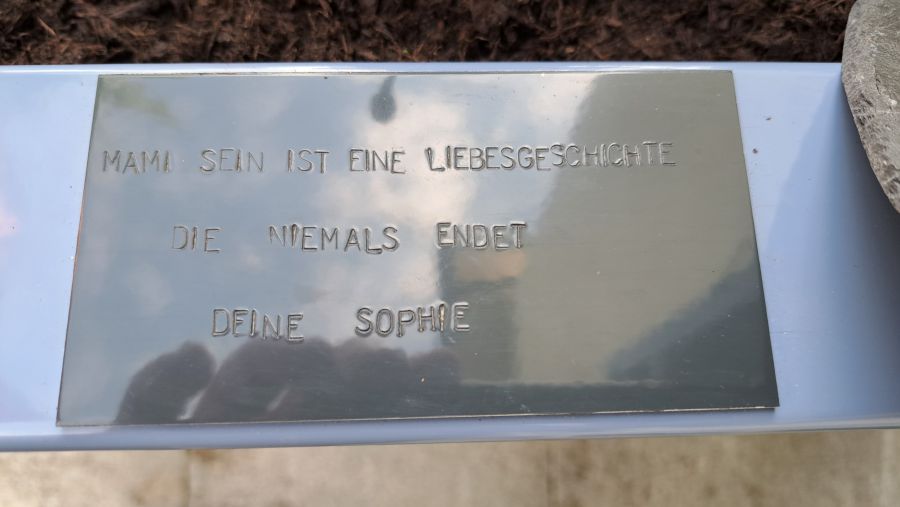 MAMI SEIN IST EINE LIEBESGESCHICHTE
DIE NIEMALS ENDET
DEINE SOPHIE